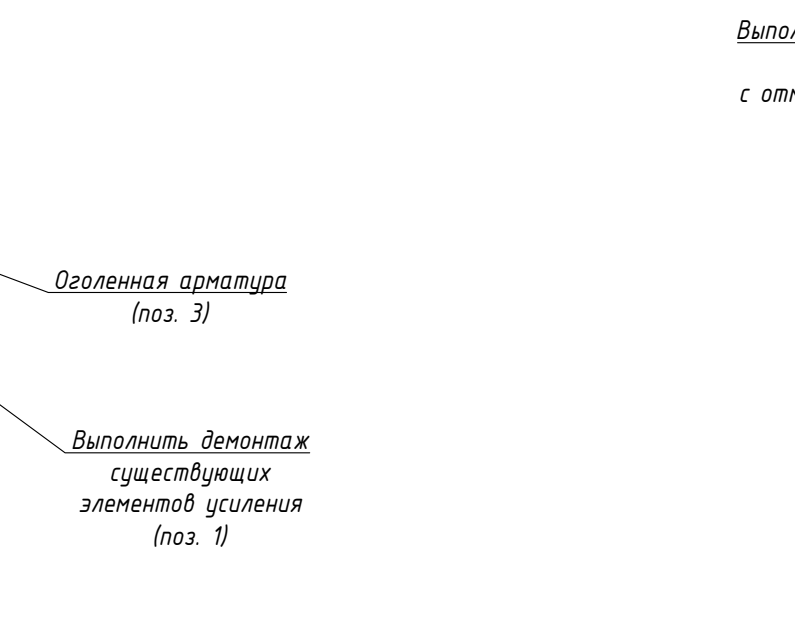 с
Оголенная арматура
(поз. 3)
Выполнить демонтаж
существующих
элементов усиления
(поз. 1)